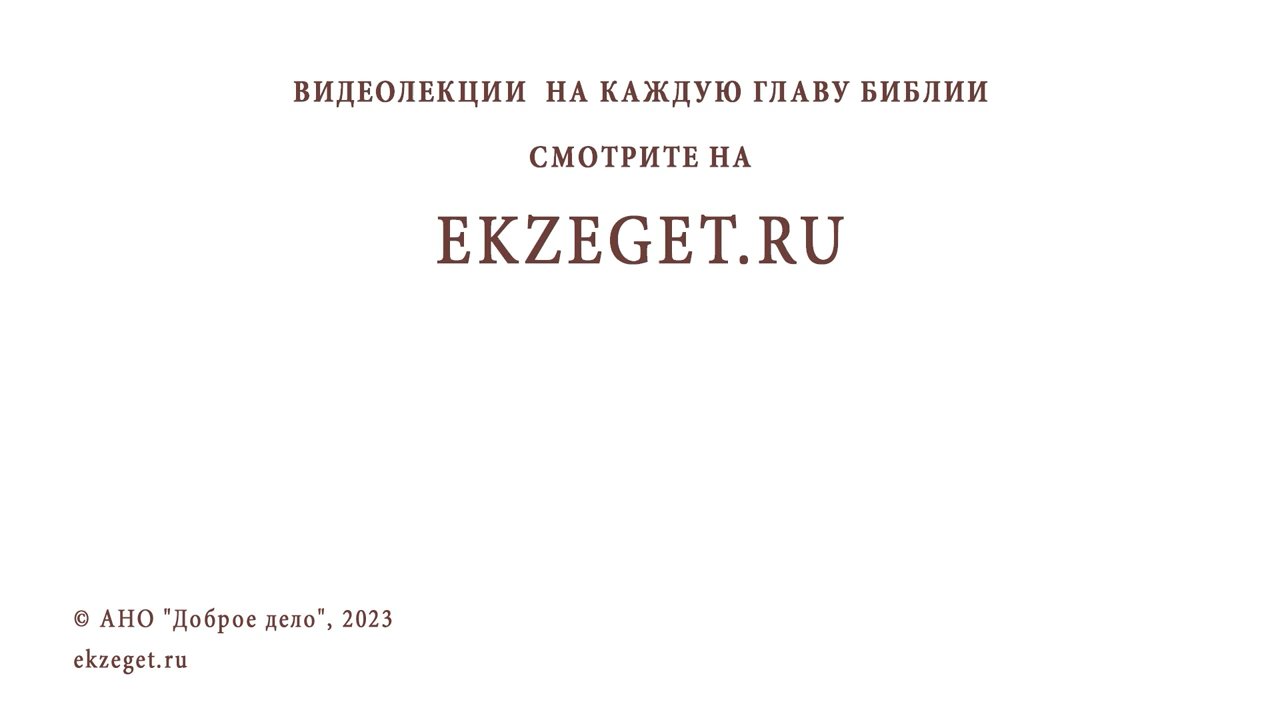 ВИДЕОЛЕКЦИИ НА КАЖДУЮ ГЛАВУ БИБЛИИ
СМОТРИТЕ НА
EKZEGET.RU
© АНО "Доброе дело", 2023
ekzeget.ru